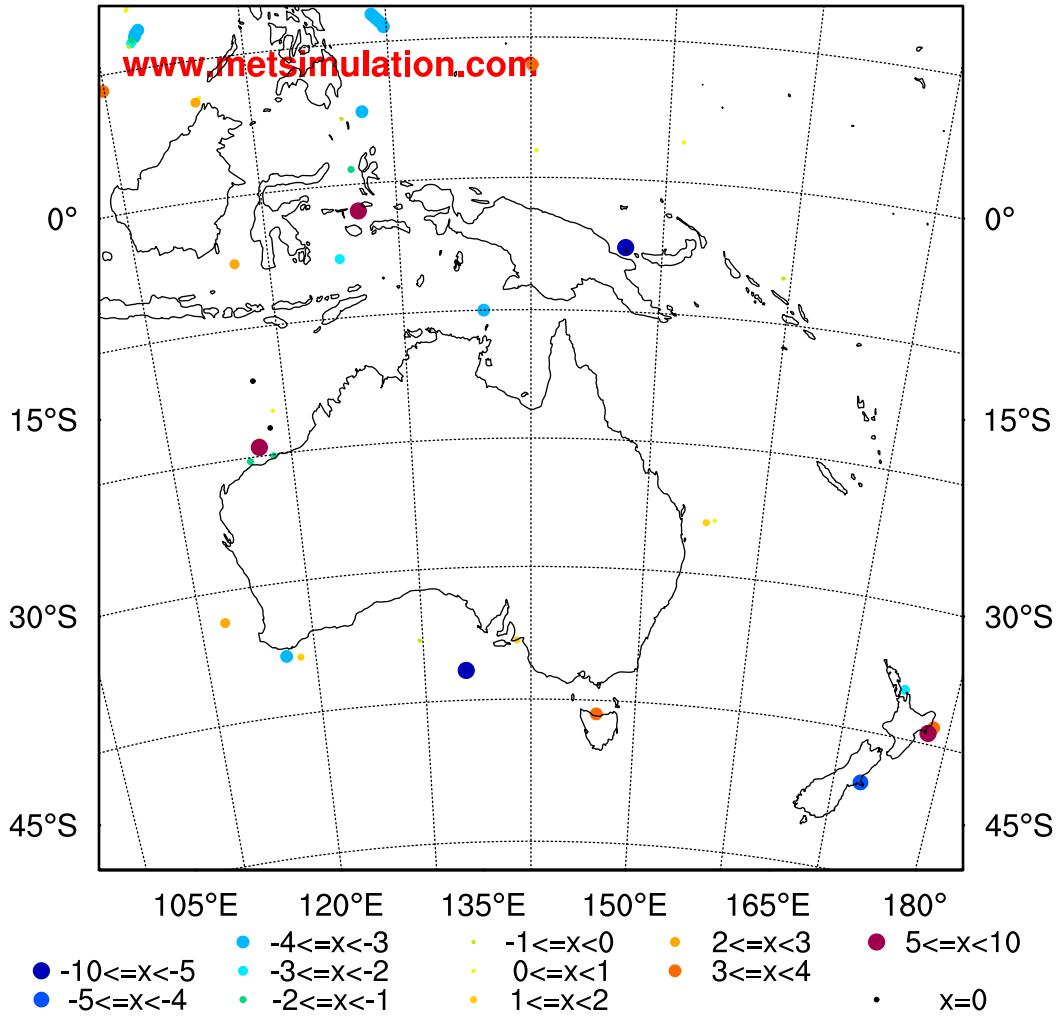 www.metsimulation.com
0° 0°
15°S 15°S
30°S 30°S
45°S 45°S
105°E 120°E 135°E 150°E 165°E 180°
-4<=x<-3 -1<=x<0 2<=x<3 5<=x<10
-10<=x<-5 -3<=x<-2 0<=x<1 3<=x<4
-5<=x<-4 -2<=x<-1 1<=x<2 x=0